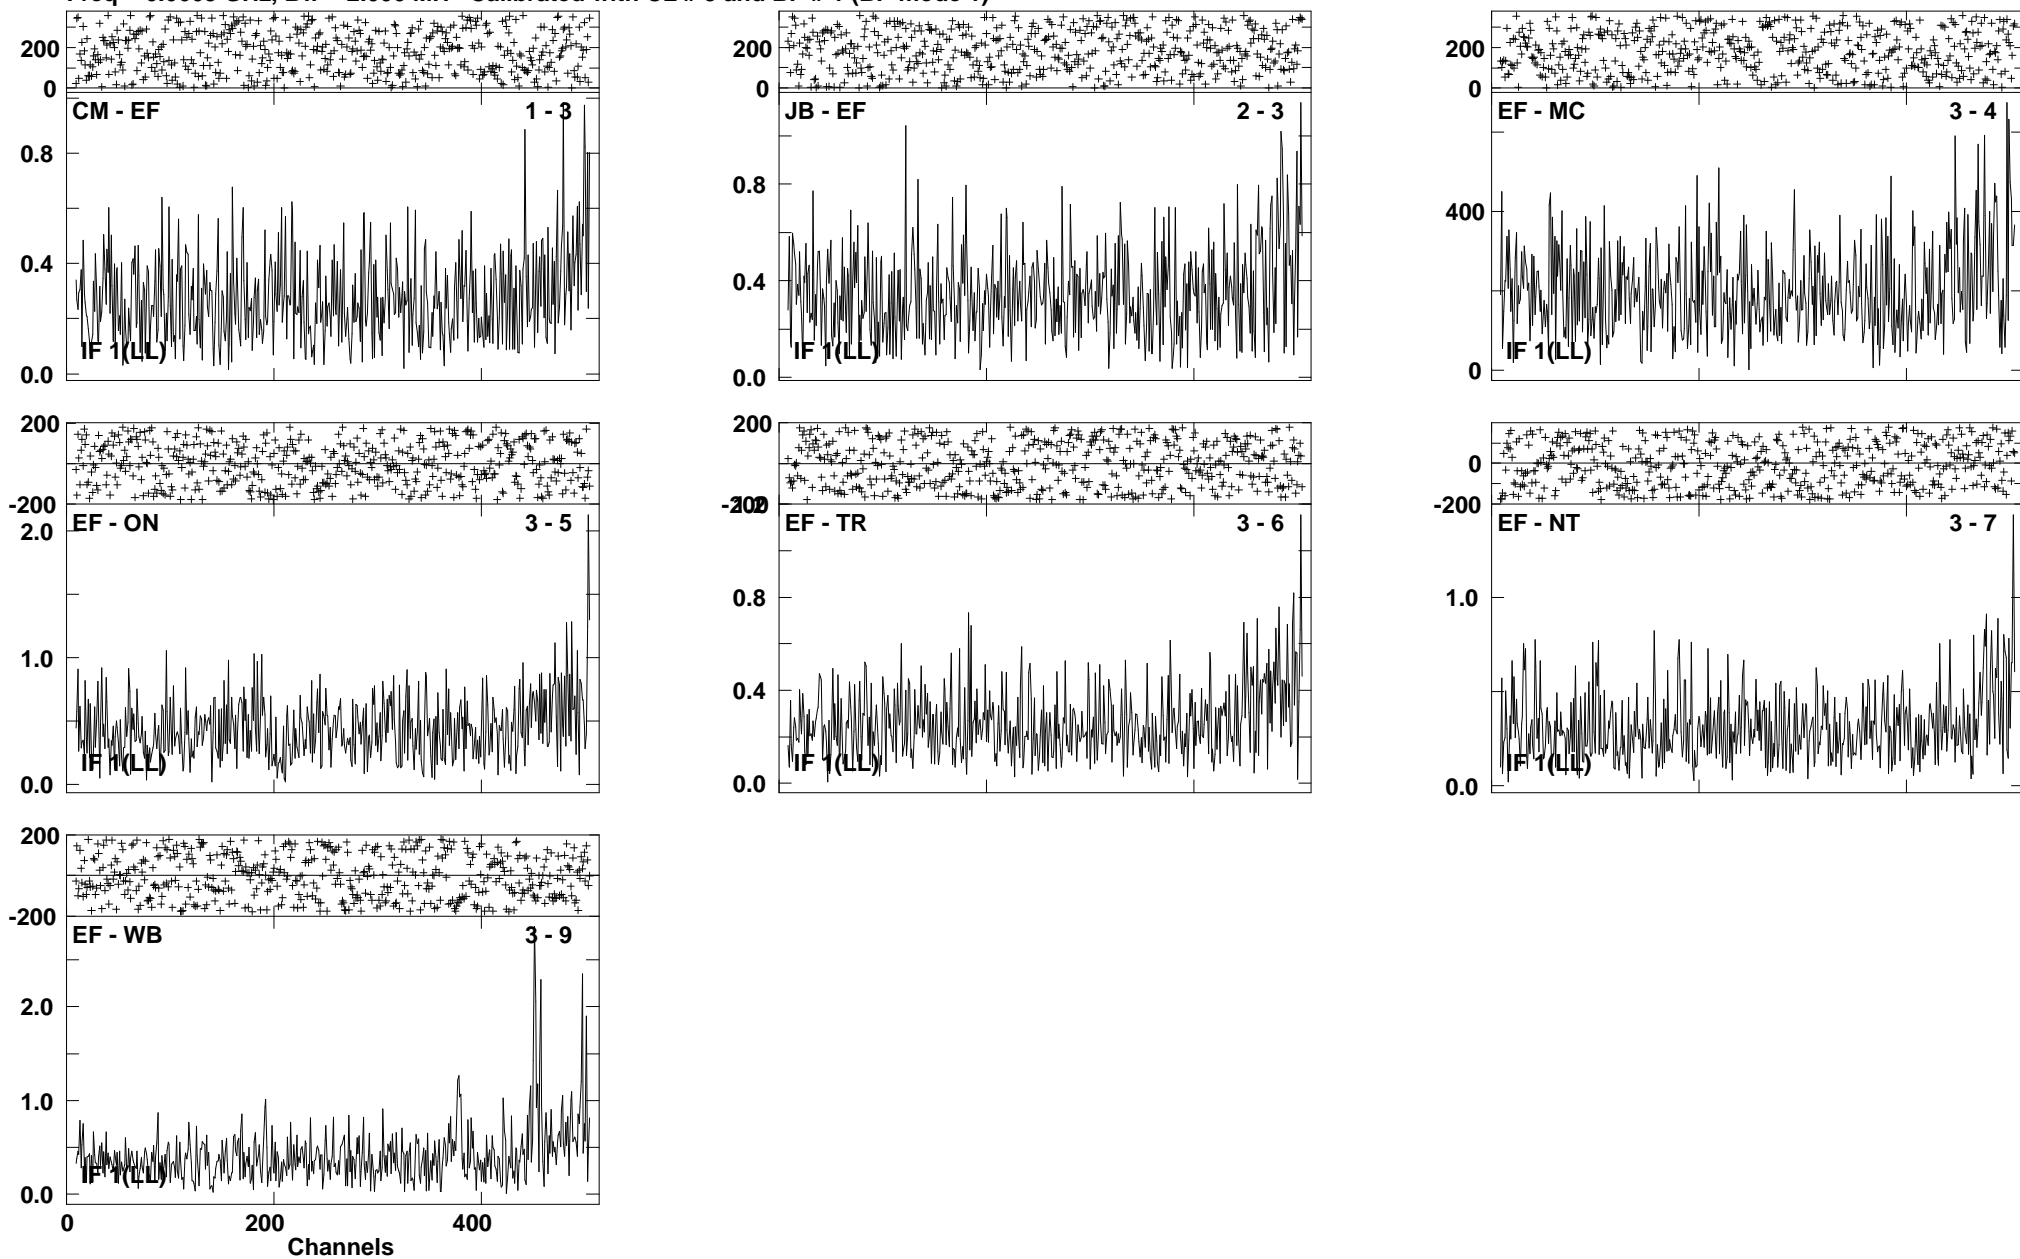 200 200 200
0 0 0
CM - EF 1 - 3 JB - EF 2 - 3 EF - MC 3 - 4
0.8 0.8 400
0.4 0.4
IF 1(LL) IF 1(LL) IF 1(LL)
0.0 0.0 0
200 200
0
-200 -200 -200
EF - ON 3 - 5 EF - TR 3 - 6 EF - NT 3 - 7
2.0
1.0 0.8 1.0
0.4
IF 1(LL) IF 1(LL) IF 1(LL)
0.0 0.0 0.0
200
-200
EF - WB 3 - 9
2.0
1.0
IF 1(LL)
0.0
0 200 400
Channels